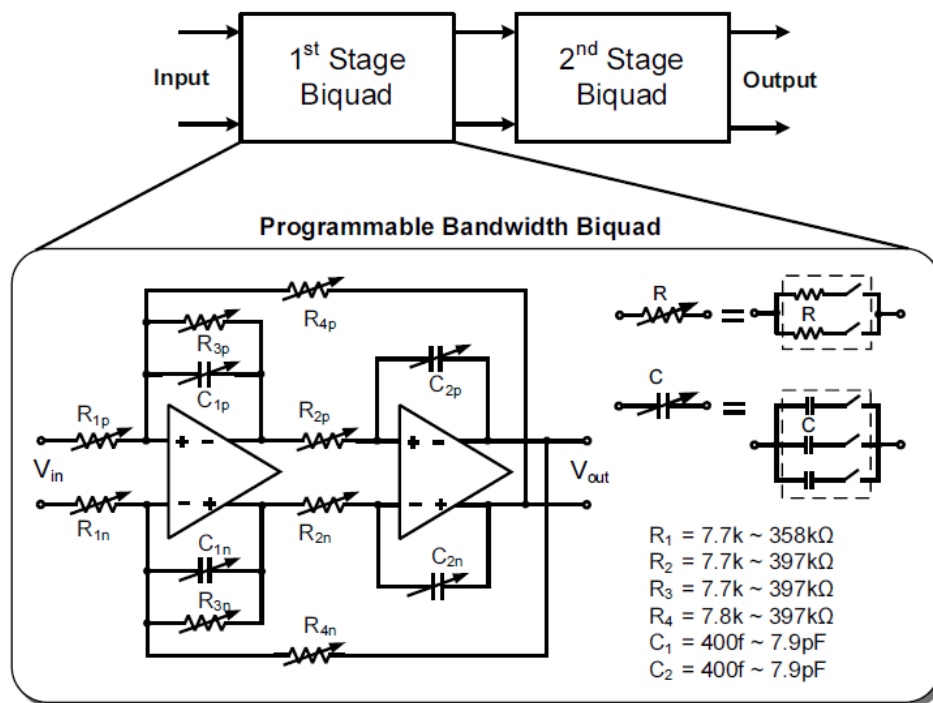 Input
1st Stage
Biquad
2nd Stage
Biquad
Output
Programmable Bandwidth Biquad
R4p
R3p
C1p
R1p
R2p
C2p
+ −
+ −
Vin
Vout
− +
− +
R1n
R2n
C1n
C2n
R3n
R4n
R
=
R
C
=
C
R1 = 7.7k ~ 358kΩ
R2 = 7.7k ~ 397kΩ
R3 = 7.7k ~ 397kΩ
R4 = 7.8k ~ 397kΩ
C1 = 400f ~ 7.9pF
C2 = 400f ~ 7.9pF